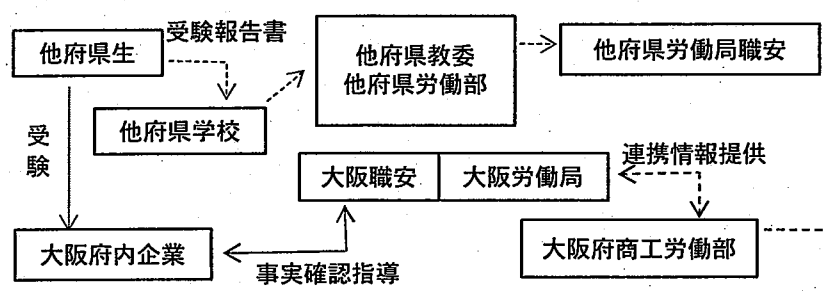 他府県生
受験報告書
他府県教委
他府県労働部
他府県労働局職安
他府県学校
受験
大阪職安
大阪労働局
連携情報提供
大阪府内企業
事実確認指導
大阪府商工労働部